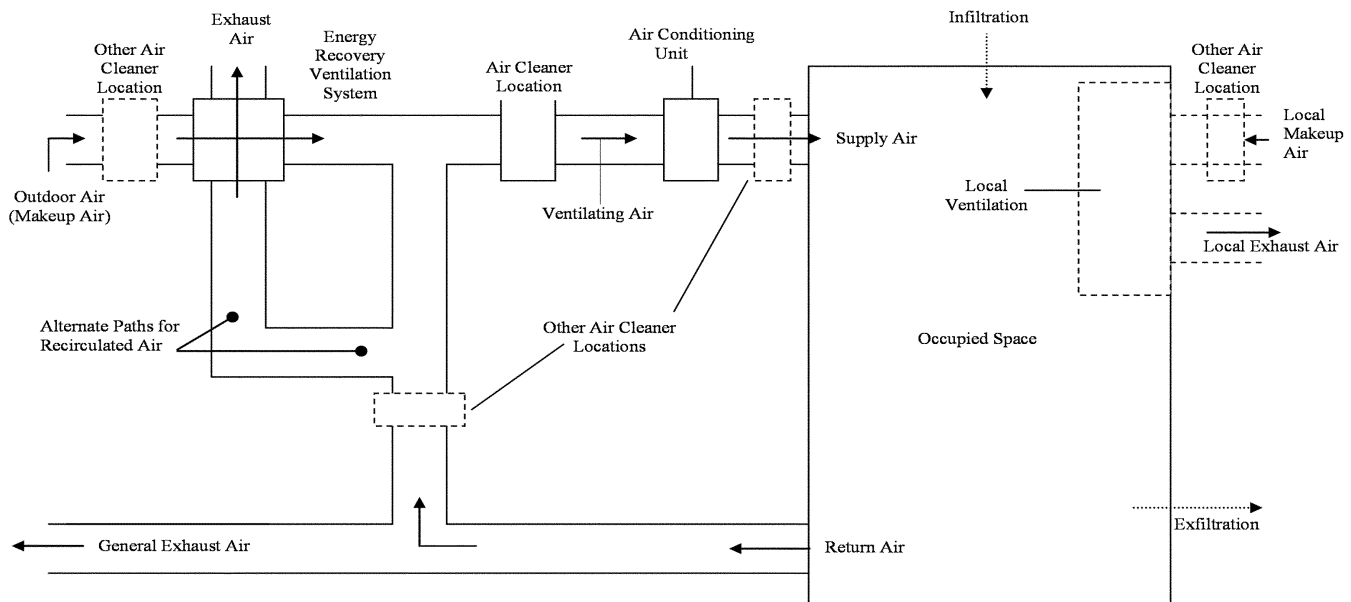 Exhaust
Air
Other Air
Cleaner
Location
Energy
Recovery
Ventilation
System
Air Cleaner
Location
Air Conditioning
Unit
Infiltration
Other Air
Cleaner
Location
Local
Makeup
Air
Supply Air
Outdoor Air
(Makeup Air)
Ventilating Air
Local
Ventilation
Local Exhaust Air
Alternate Paths for
Recirculated Air
Other Air Cleaner
Locations
Occupied Space
General Exhaust Air
Return Air
Exfiltration